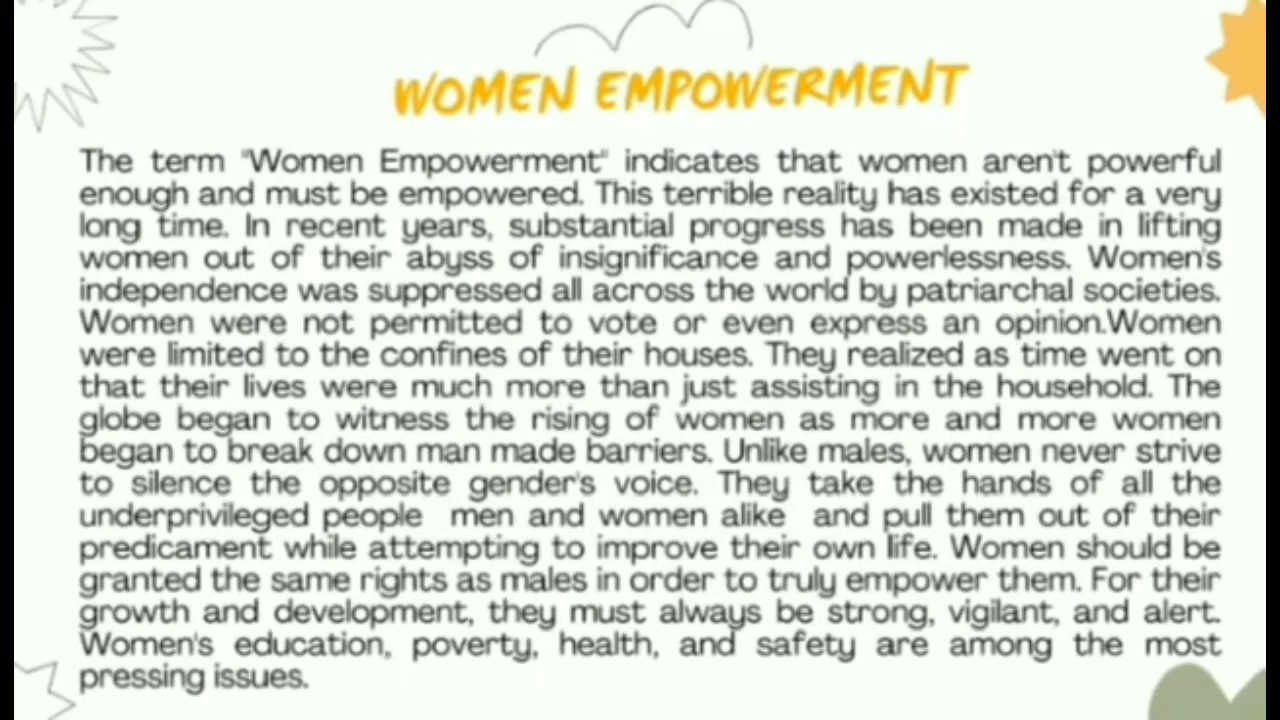 WOMEN EMPOWERMENT
The term "Women Empowerment" indicates that women aren't powerful
enough and must be empowered. This terrible reality has existed for a very
long time. In recent years, substantial progress has been made in lifting
women out of their abyss of insignificance and powerlessness. Women's
independence was suppressed all across the world by patriarchal societies.
Women were not permitted to vote or even express an opinion.Women
were limited to the confines of their houses. They realized as time went on
that their lives were much more than just assisting in the household. The
globe began to witness the rising of women as more and more women
began to break down man made barriers. Unlike males, women never strive
to silence the opposite gender's voice. They take the hands of all the
underprivileged people men and women alike and pull them out of their
predicament while attempting to improve their own life. Women should be
granted the same rights as males in order to truly empower them. For their
growth and development, they must always be strong, vigilant, and alert.
Women's education, poverty, health, and safety are among the most
pressing issues.